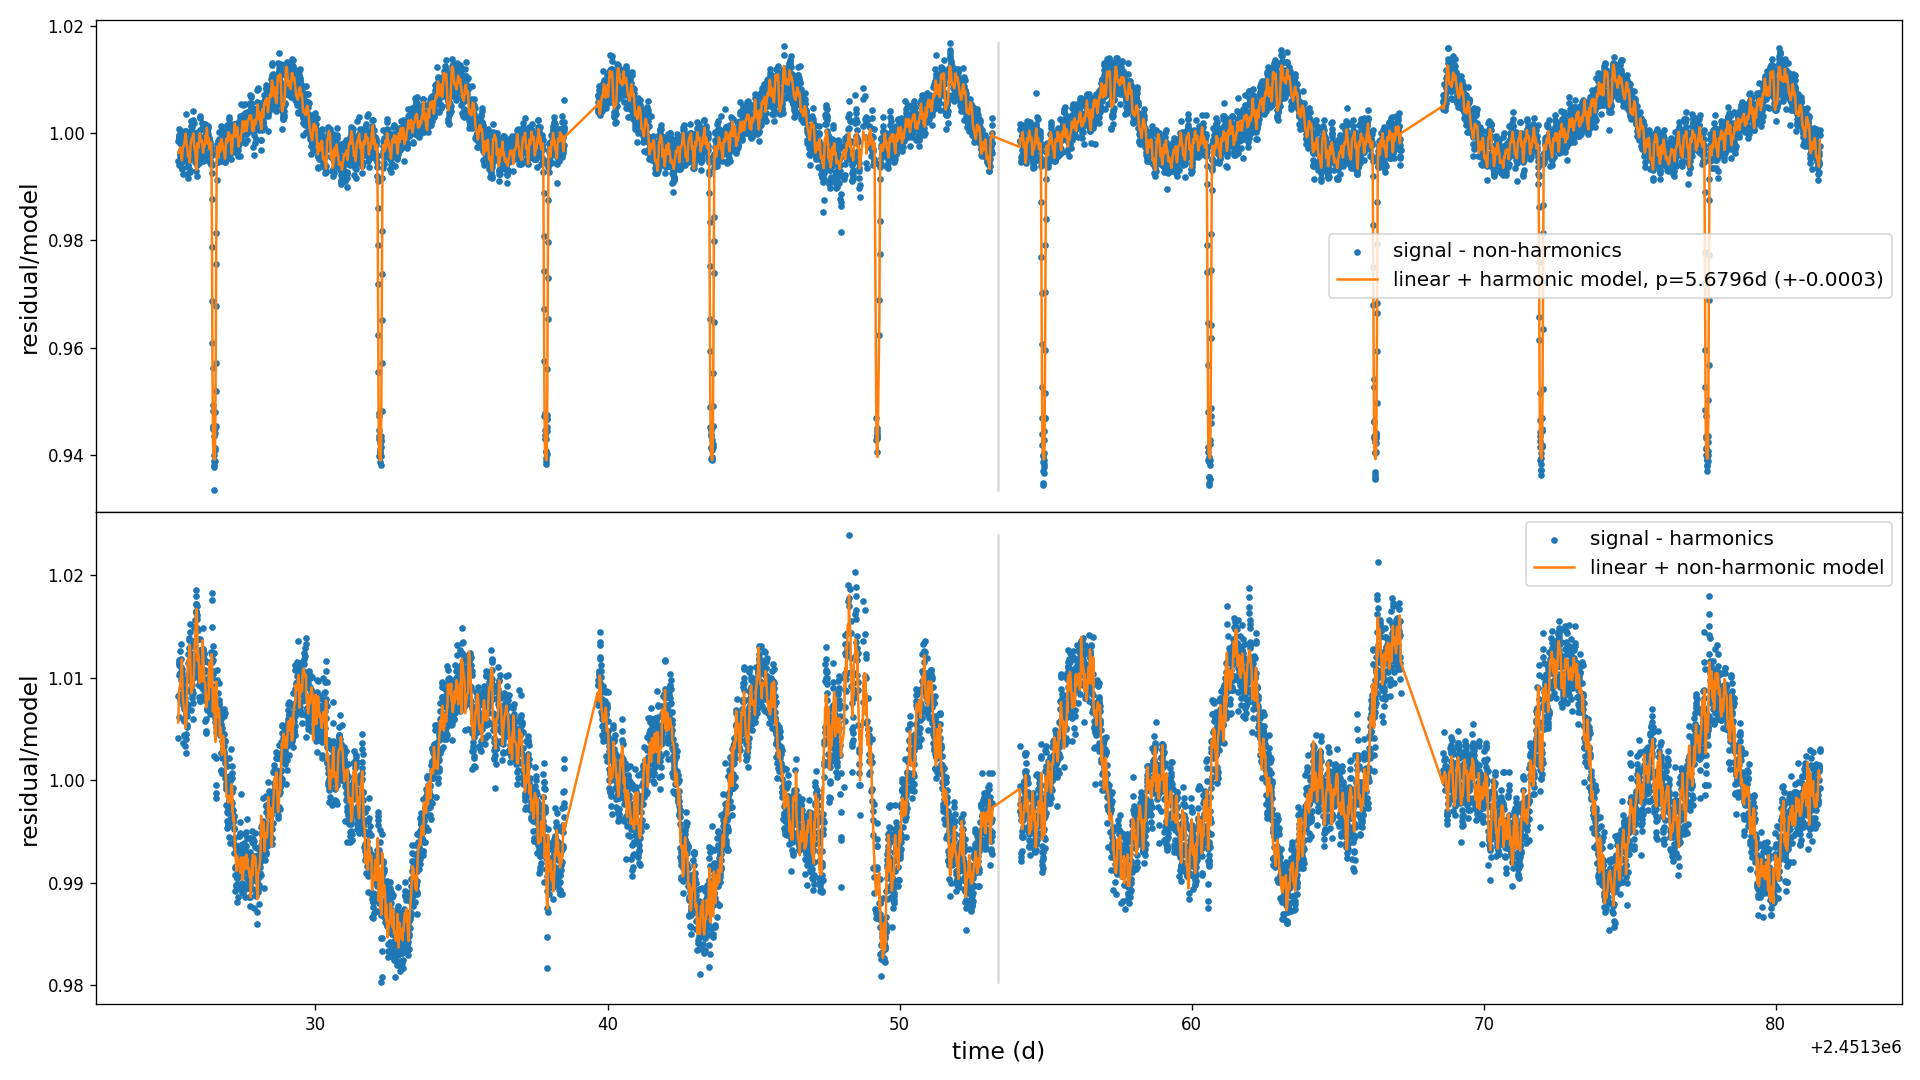 1.02
1.00
0.98
0.96
0.94
residual/model
signal - non-harmonics
linear + harmonic model, p=5.6796d (+-0.0003)
1.02
1.01
1.00
0.99
0.98
residual/model
signal - harmonics
linear + non-harmonic model
30 40 50 60 70 80
time (d)
+2.4513e6